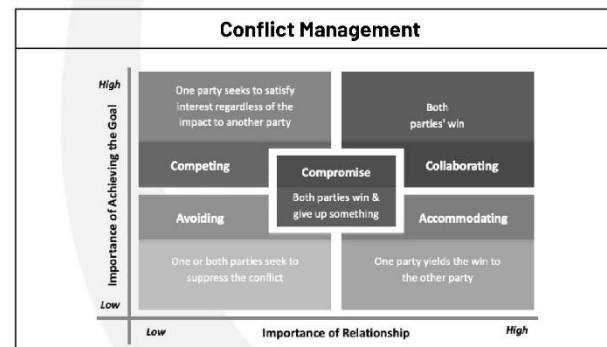 Conflict Management
High
Importance of Achieving the Goal
Low
One party seeks to satisfy
interest regardless of the
impact to another party
Competing
Both
parties' win
Collaborating
Compromise
Both parties win &
give up something
Avoiding
One or both parties seek to
suppress the conflict
Accommodating
One party yields the win to
the other party
Low
Importance of Relationship
High